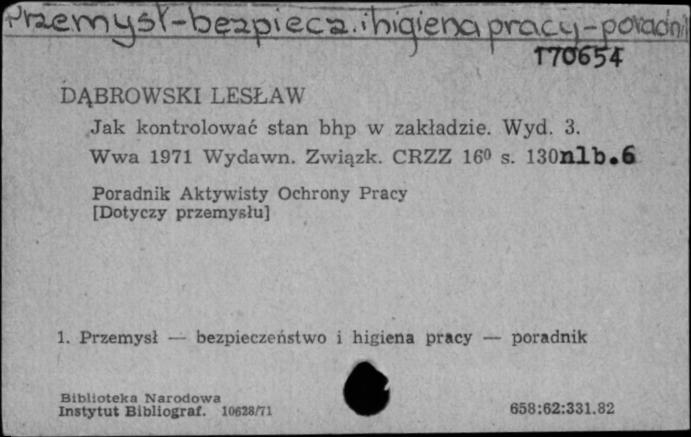 Przemysł-bezpiecz. i higiena pracy-poradnik
170654
DĄBROWSKI LESŁAW
Jak kontrolować stan bhp w zakładzie. Wyd. 3.
Wwa 1971 Wydawn. Związk. CRZZ 16⁰ s. 130nlb.6
Poradnik Aktywisty Ochrony Pracy
[Dotyczy przemysłu]
1. Przemysł — bezpieczeństwo i higiena pracy — poradnik
Biblioteka Narodowa
Instytut Bibliograf. 10628/71
658:62:331.82